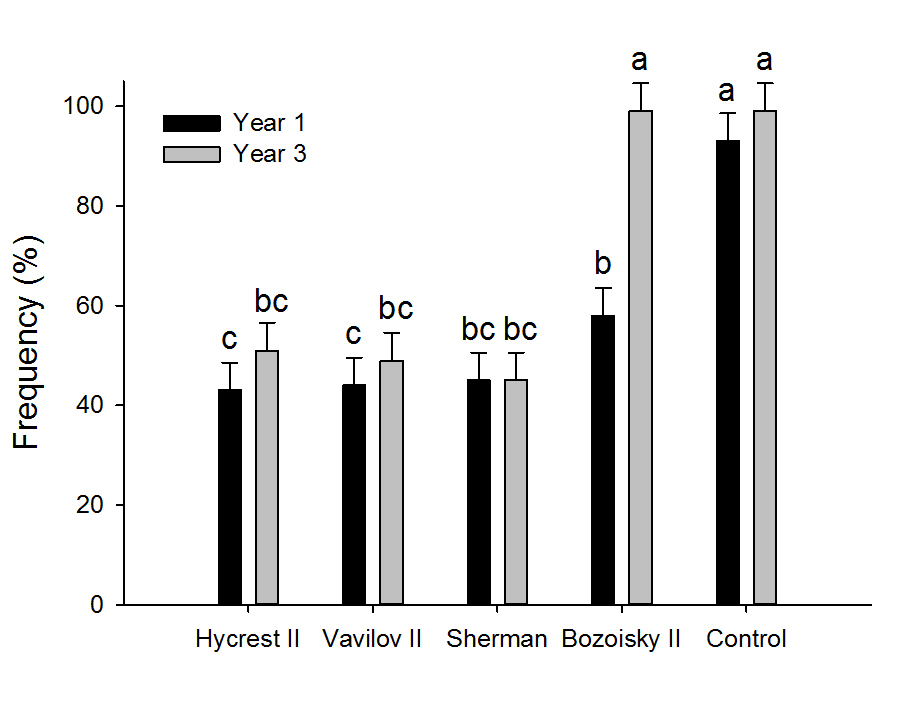 a
a
a
100
Year 1
Year 3
80
b
60
bc
bc
c
c
bc
bc
Frequency (%)
40
20
0
Hycrest II Vavilov II Sherman Bozoisky II Control